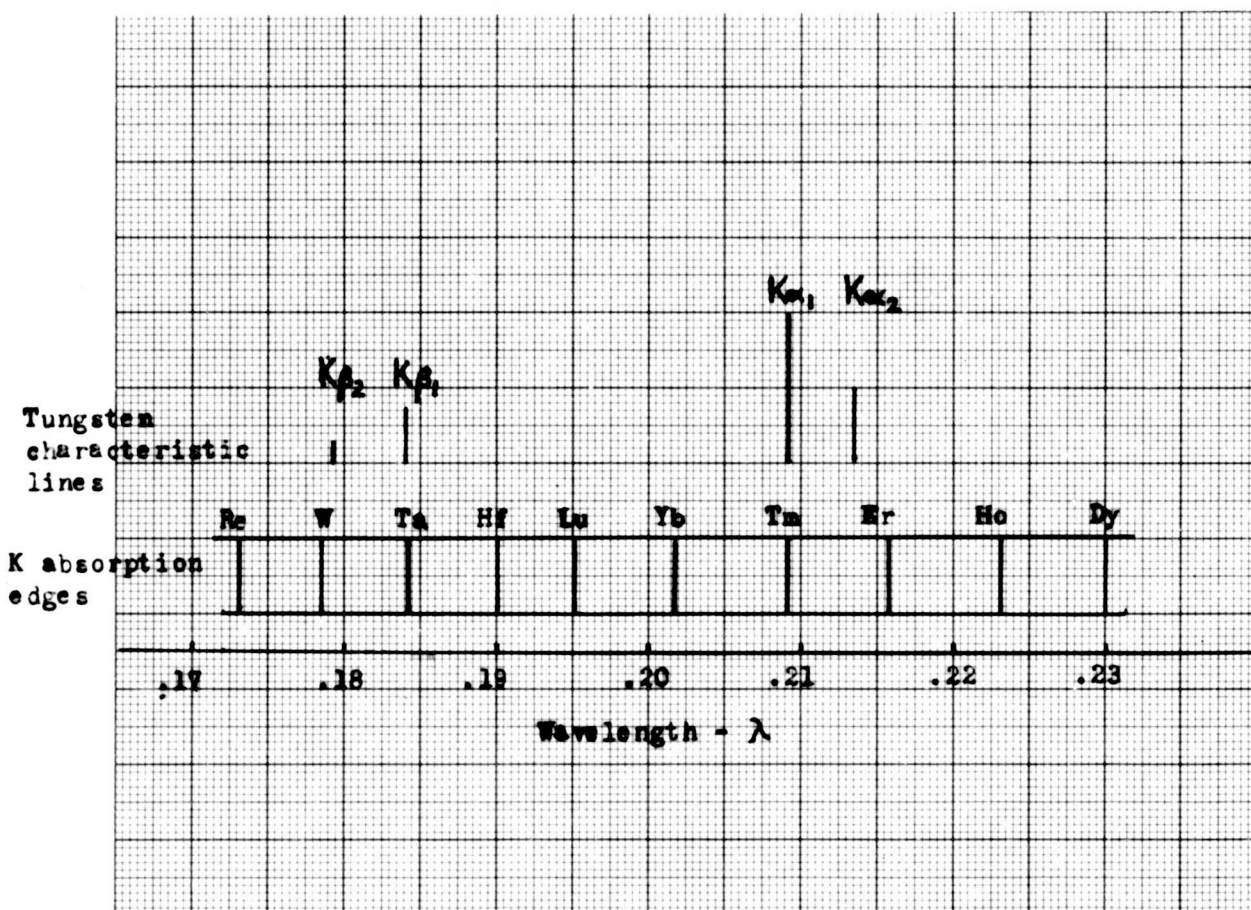 Kα₁ Kα₂
Kβ₂ Kβ₁
Tungsten
characteristic
lines
Re W Ta Hf Lu Yb Tm Er Ho Dy
K absorption
edges
.17 .18 .19 .20 .21 .22 .23
Wavelength - λ